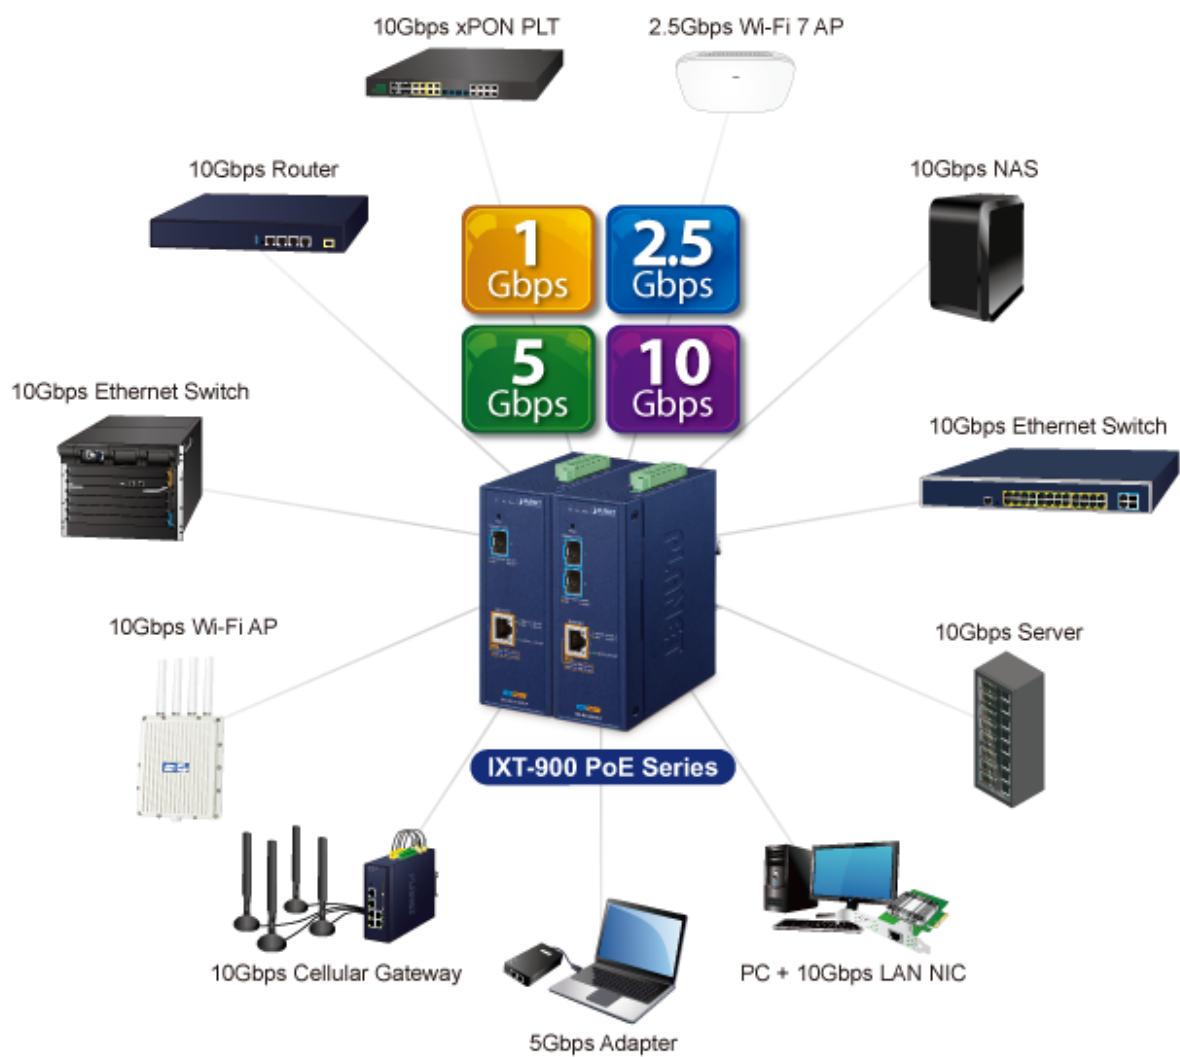 10Gbps xPON PLT
2.5Gbps Wi-Fi 7 AP
10Gbps Router
10Gbps NAS
1
Gbps
2.5
Gbps
5
Gbps
10
Gbps
10Gbps Ethernet Switch
10Gbps Ethernet Switch
PLANET
10Gbps Wi-Fi AP
10Gbps Server
IXT-900 PoE Series
10Gbps Cellular Gateway
PC + 10Gbps LAN NIC
5Gbps Adapter